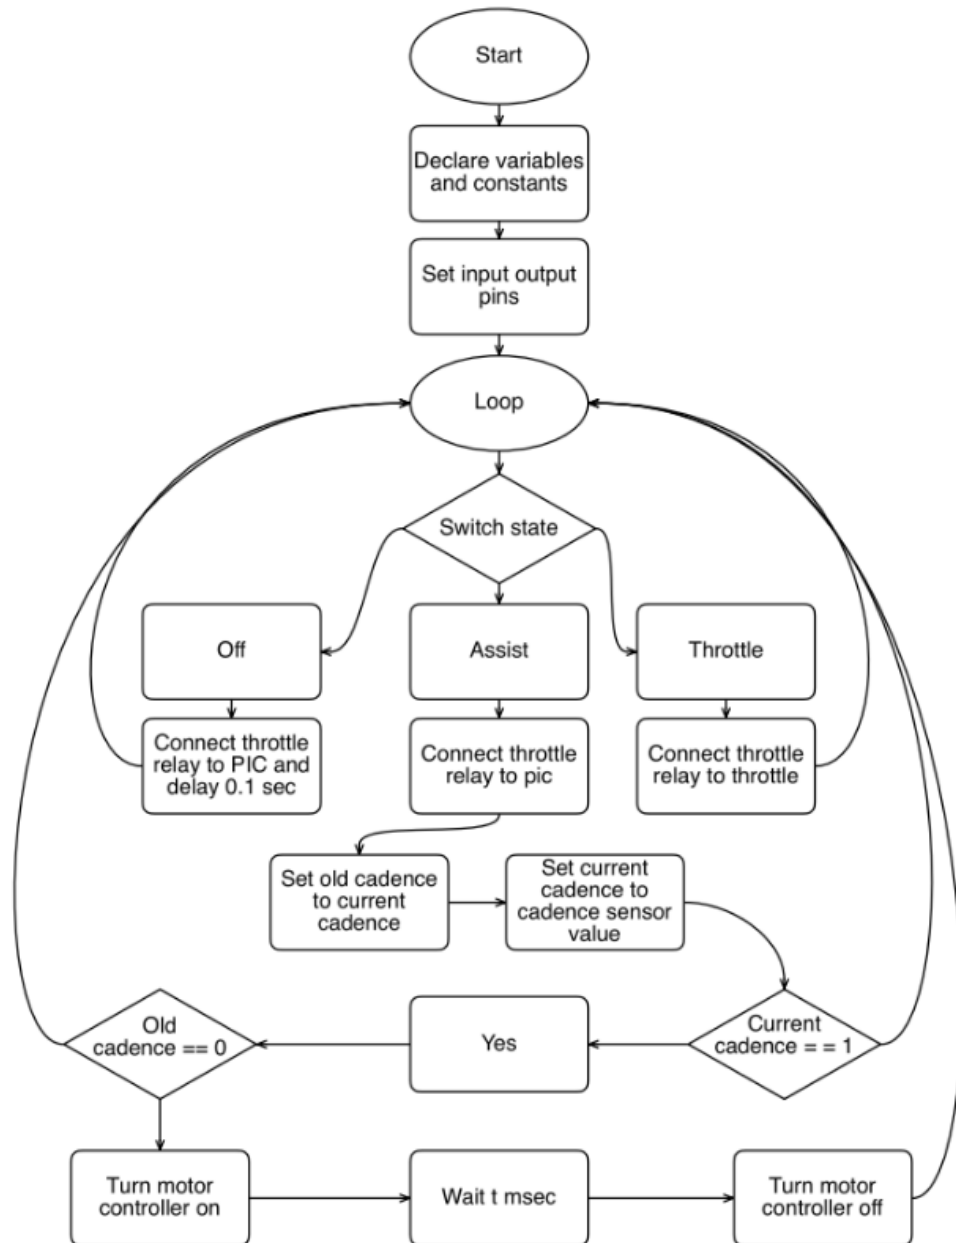 Start
Declare variables
and constants
Set input output
pins
Loop
Switch state
Off
Assist
Throttle
Connect throttle
relay to PIC and
delay 0.1 sec
Connect throttle
relay to pic
Connect throttle
relay to throttle
Set old cadence
to current
cadence
Set current
cadence to
cadence sensor
value
Old
cadence == 0
Yes
Current
cadence = = 1
Turn motor
controller on
Wait t msec
Turn motor
controller off